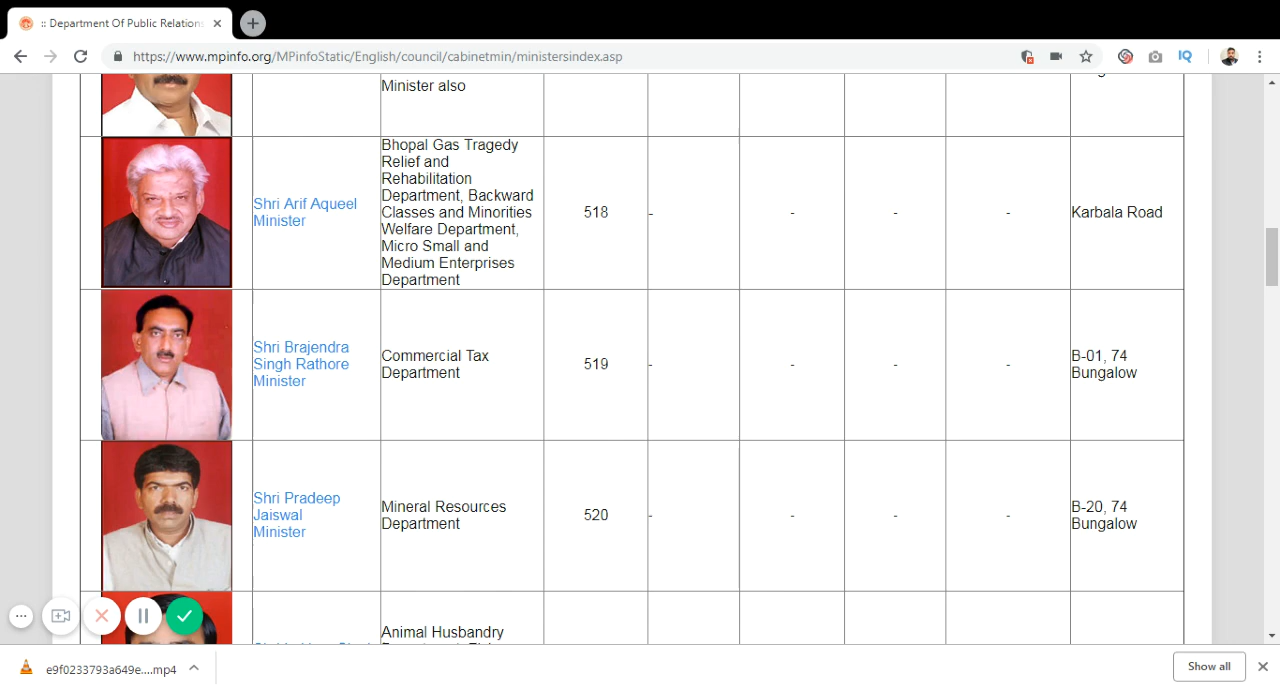 :: Department Of Public Relations
https://www.mpinfo.org/MPinfoStatic/English/council/cabinetmin/ministersindex.asp
IQ
Minister also
Shri Arif Aqueel
Minister
Bhopal Gas Tragedy
Relief and
Rehabilitation
Department, Backward
Classes and Minorities
Welfare Department,
Micro Small and
Medium Enterprises
Department
518
-
-
-
-
Karbala Road
Shri Brajendra
Singh Rathore
Minister
Commercial Tax
Department
519
-
-
-
-
B-01, 74
Bungalow
Shri Pradeep
Jaiswal
Minister
Mineral Resources
Department
520
-
-
-
-
B-20, 74
Bungalow
Animal Husbandry
e9f0233793a649e....mp4
Show all